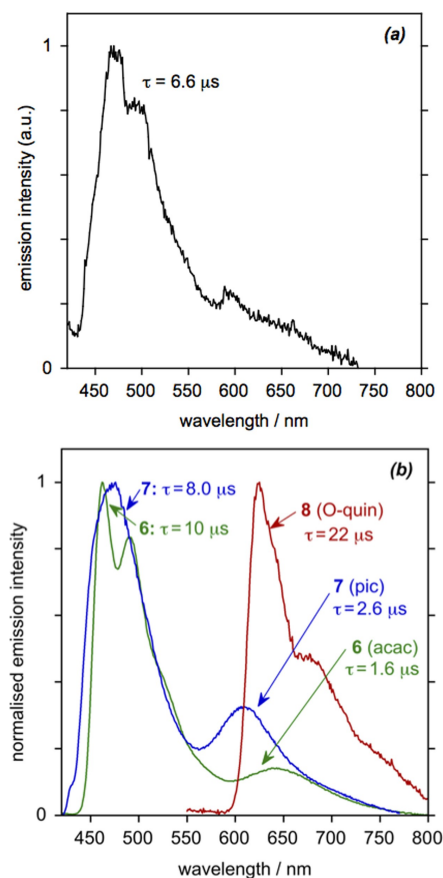 (a)
1
τ = 6.6 μs
emission intensity (a.u.)
0
450 500 550 600 650 700 750 800
wavelength / nm
(b)
1
7: τ = 8.0 μs
6: τ = 10 μs
8 (O-quin)
τ = 22 μs
7 (pic)
τ = 2.6 μs
6 (acac)
τ = 1.6 μs
normalised emission intensity
0
450 500 550 600 650 700 750 800
wavelength / nm